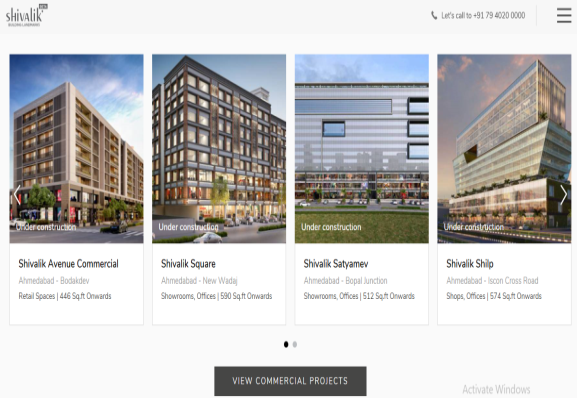 shivalik
Let's call to +91 79 4020 0000
Under construction
Under construction
Under construction
Under construction
Shivalik Avenue Commercial
Ahmedabad - Bodakdev
Retail Spaces | 446 Sq.ft Onwards
Shivalik Square
Ahmedabad - New Wadaj
Showrooms, Offices | 590 Sq.ft Onwards
Shivalik Satyamev
Ahmedabad - Bopal Junction
Showrooms, Offices | 512 Sq.ft Onwards
Shivalik Shilp
Ahmedabad - Iscon Cross Road
Shops, Offices | 574 Sq.ft Onwards
VIEW COMMERCIAL PROJECTS
Activate Windows